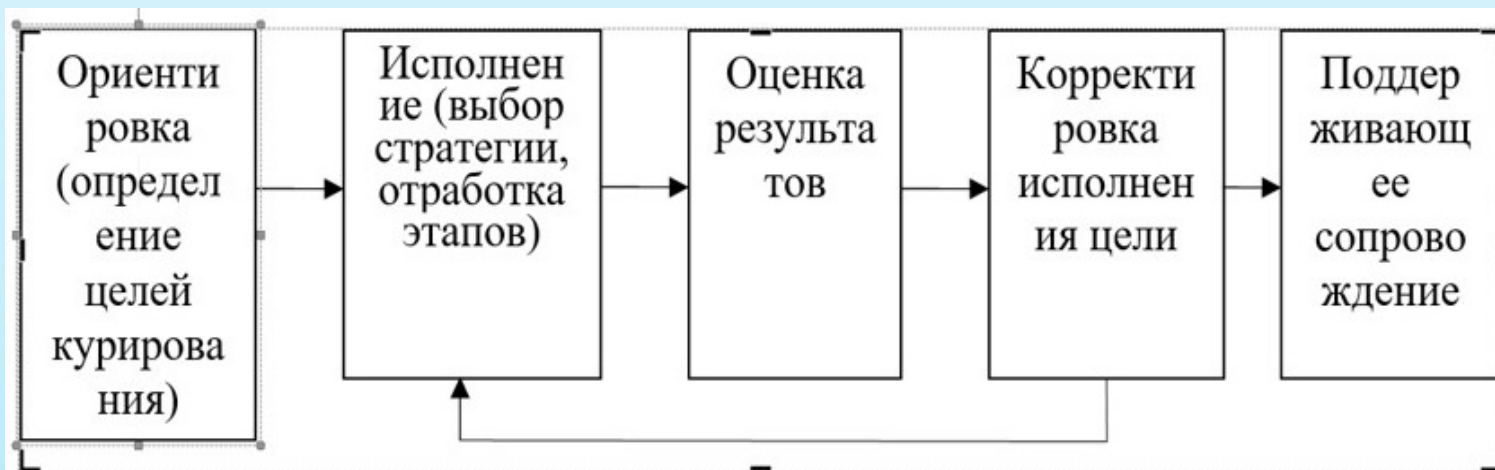 Ориенти
ровка
(определ
ение
целей
курирова
ния)
Исполнен
ие (выбор
стратегии,
отработка
этапов)
Оценка
результа
тов
Корректи
ровка
исполнен
ия цели
Поддер
живающ
ее
сопрово
ждение